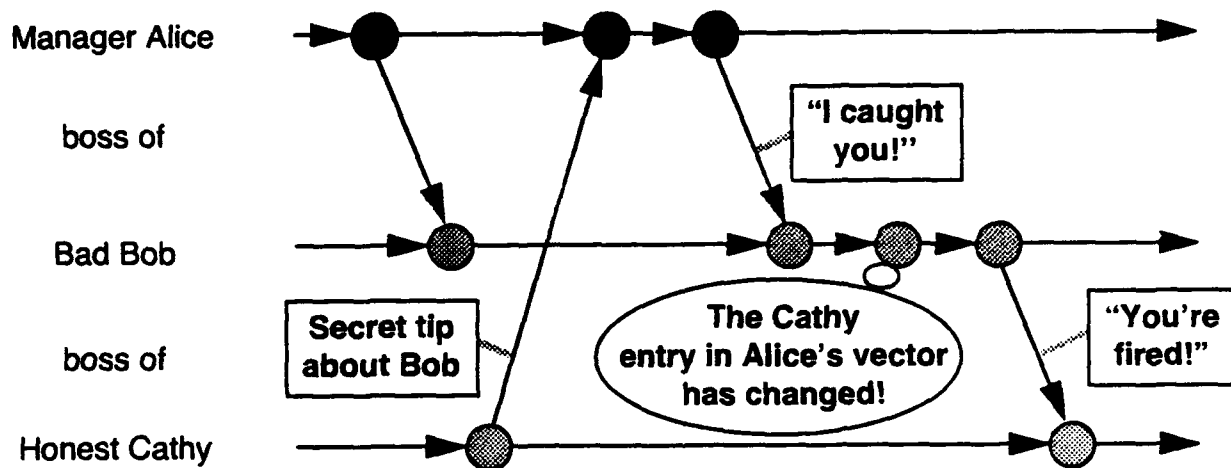 Manager Alice
boss of
"I caught
you!"
Bad Bob
Secret tip
about Bob
The Cathy
entry in Alice's vector
has changed!
"You're
fired!"
boss of
Honest Cathy